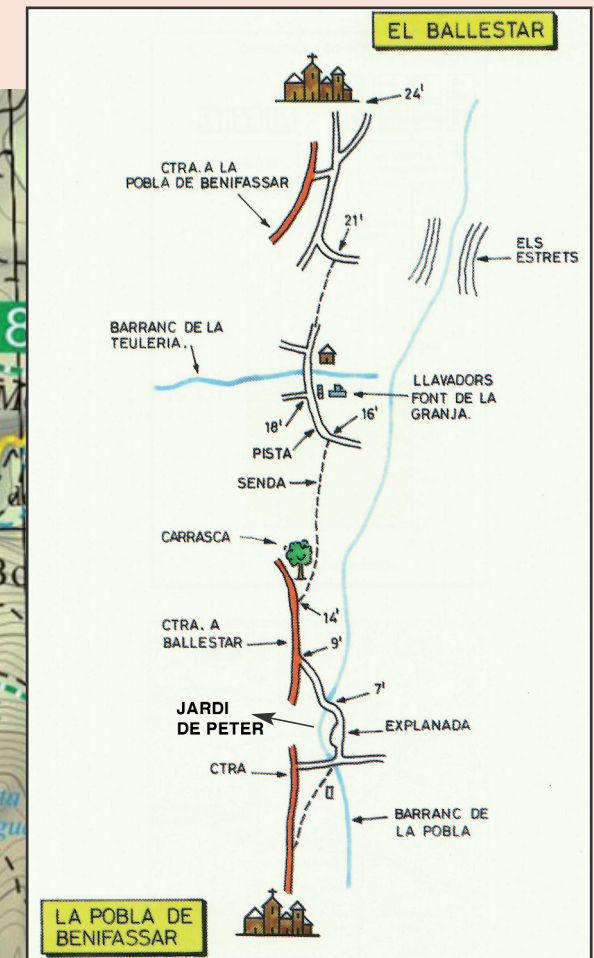 EL BALLESTAR
24'
CTRA. A LA
POBLA DE BENIFASSAR
21'
ELS
ESTRETS
BARRANC DE LA
TEULERIA.
LLAVADORS
FONT DE LA
GRANJA.
18'
16'
PISTA
SENDA
CARRASCA
14'
CTRA. A
BALLESTAR
9'
7'
JARDI
DE PETER
EXPLANADA
CTRA
BARRANC DE
LA POBLA
LA POBLA DE
BENIFASSAR
8